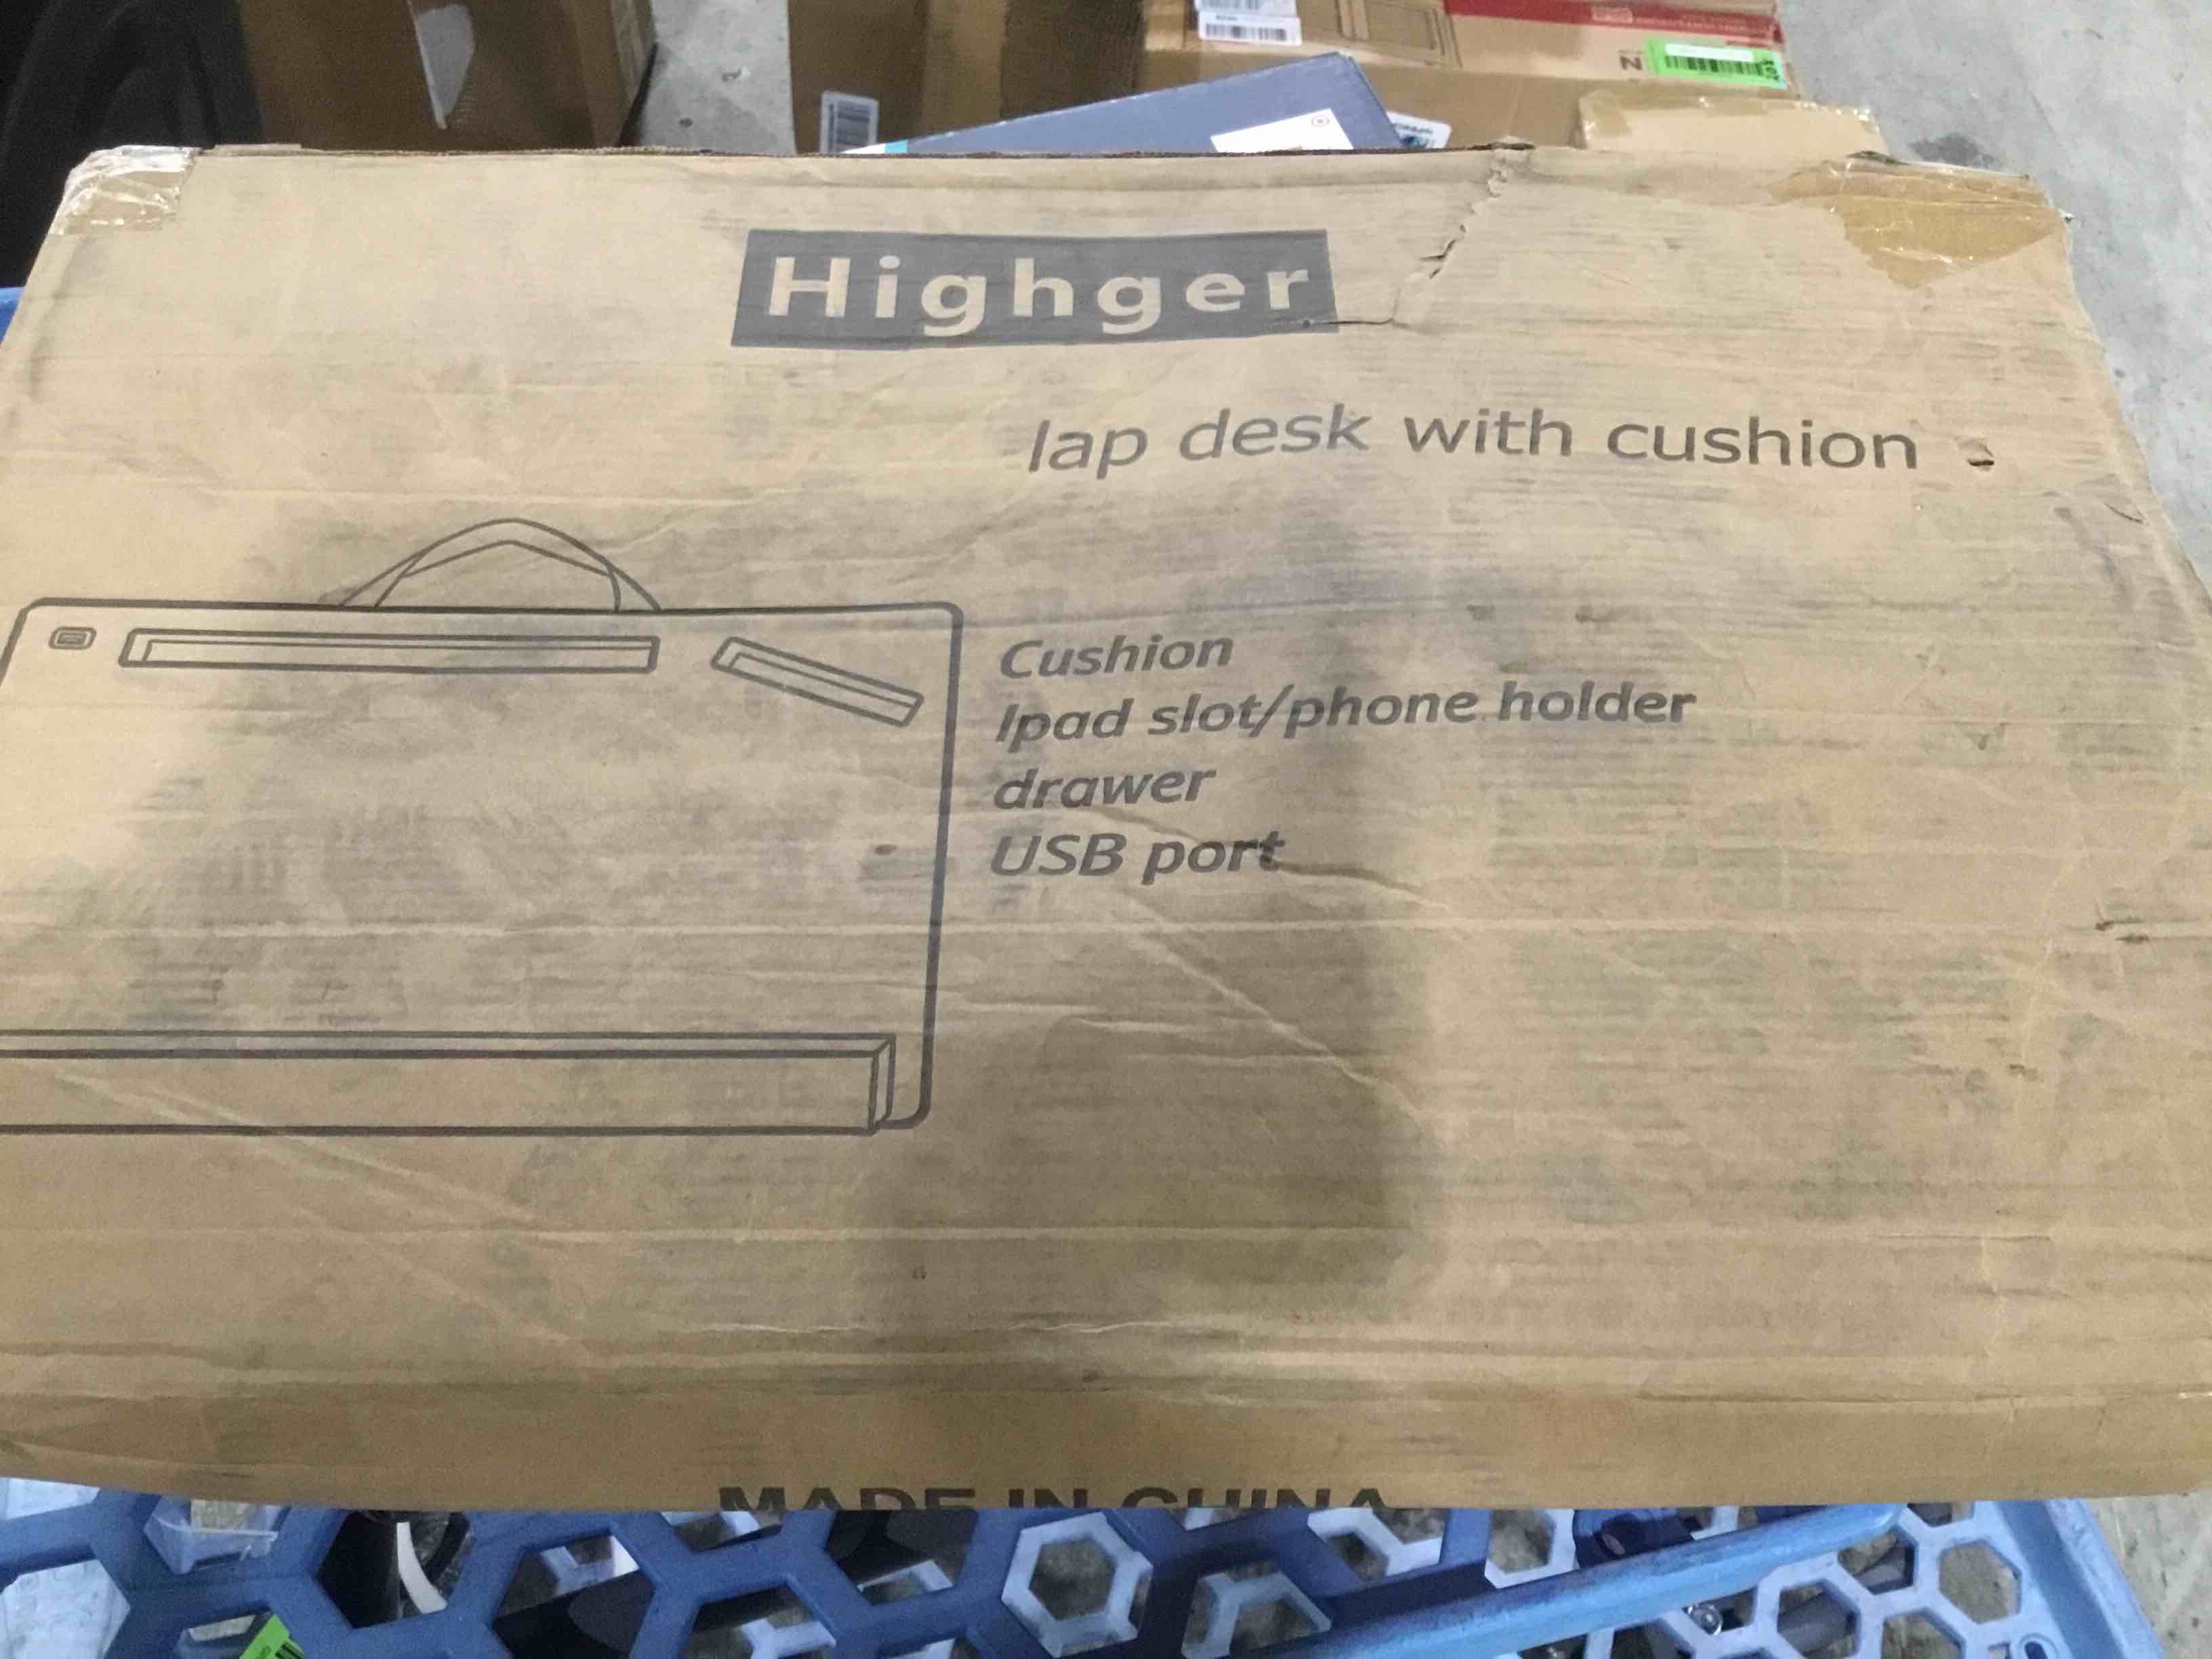 Highger
lap desk with cushion
Cushion
Ipad slot/phone holder
drawer
USB port
MADE IN CHINA